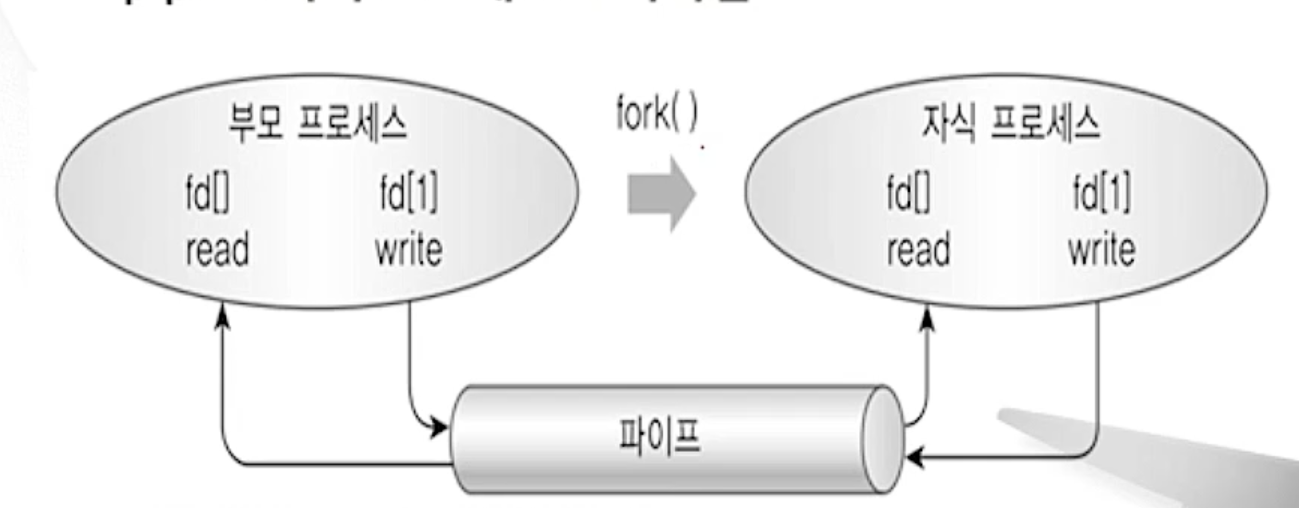 부모 프로세스
fd[]
fd[1]
read
write
fork()
자식 프로세스
fd[]
fd[1]
read
write
파이프